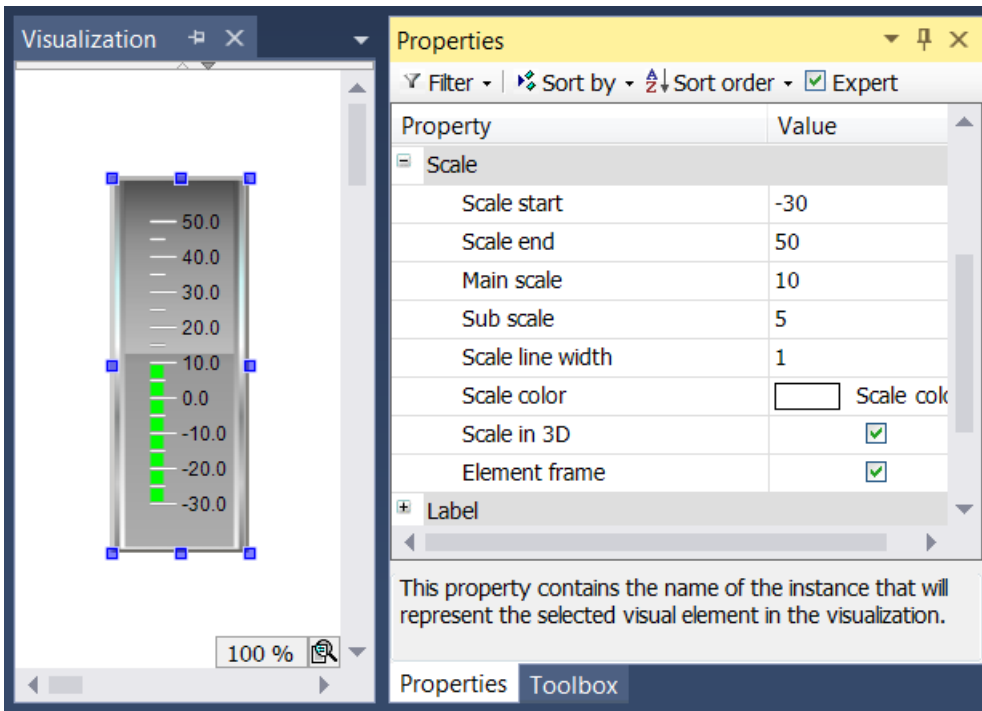 Visualization
50.0
40.0
30.0
20.0
10.0
0.0
-10.0
-20.0
-30.0
100 %
Properties
Filter Sort by Sort order Expert
Property Value
Scale
Scale start -30
Scale end 50
Main scale 10
Sub scale 5
Scale line width 1
Scale color Scale colo
Scale in 3D
Element frame
Label
This property contains the name of the instance that will
represent the selected visual element in the visualization.
Properties Toolbox